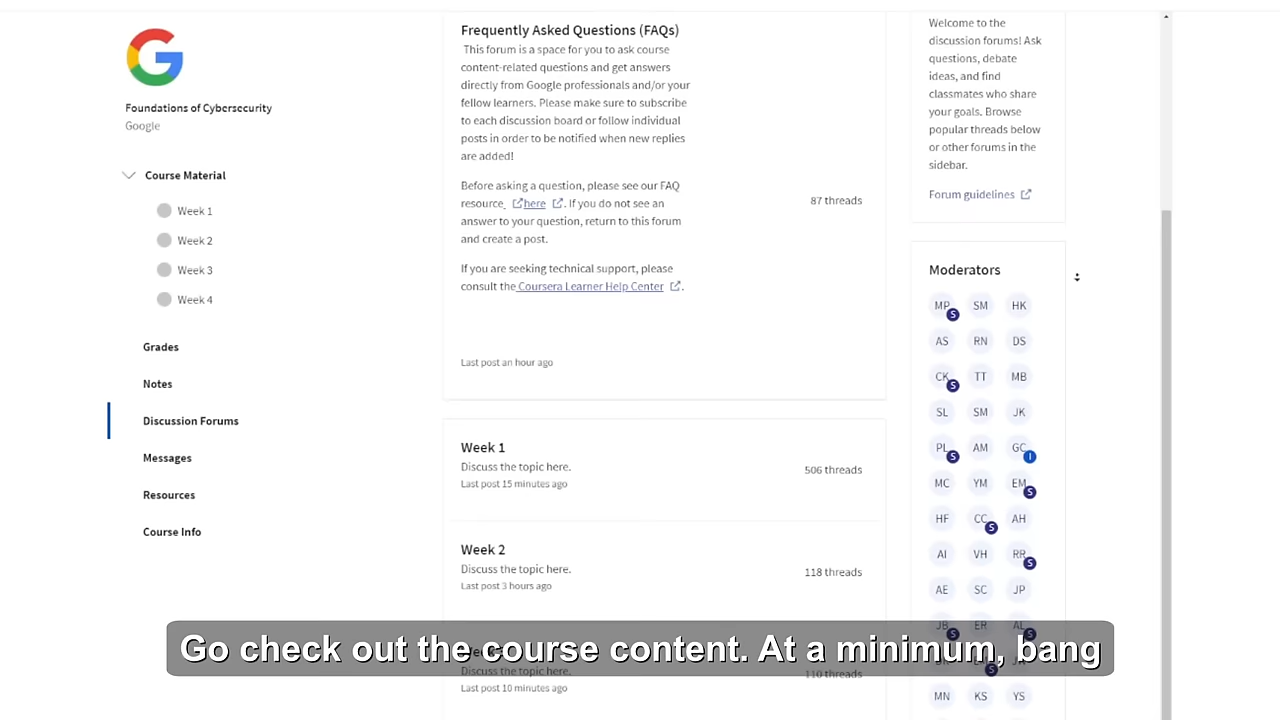 Foundations of Cybersecurity
Google
Course Material
Week 1
Week 2
Week 3
Week 4
Grades
Notes
Discussion Forums
Messages
Resources
Course Info
Frequently Asked Questions (FAQs)
This forum is a space for you to ask course
content-related questions and get answers
directly from Google professionals and/or your
fellow learners. Please make sure to subscribe
to each discussion board or follow individual
posts in order to be notified when new replies
are added!
Before asking a question, please see our FAQ
resource here . If you do not see an
answer to your question, return to this forum
and create a post.
If you are seeking technical support, please
consult the Coursera Learner Help Center .
Last post an hour ago
87 threads
Week 1
Discuss the topic here.
Last post 15 minutes ago
506 threads
Week 2
Discuss the topic here.
Last post 3 hours ago
118 threads
Last post 10 minutes ago
110 threads
Welcome to the
discussion forums! Ask
questions, debate
ideas, and find
classmates who share
your goals. Browse
popular threads below
or other forums in the
sidebar.
Forum guidelines
Moderators
MP S SM HK
AS RN DS
CK S TT MB
SL SM JK
PL S AM GC I
MC YM EM S
HF CC S AH
AI VH RR S
AE SC JP
JB S ER AL S
S
MN KS YS
Go check out the course content. At a minimum, bang